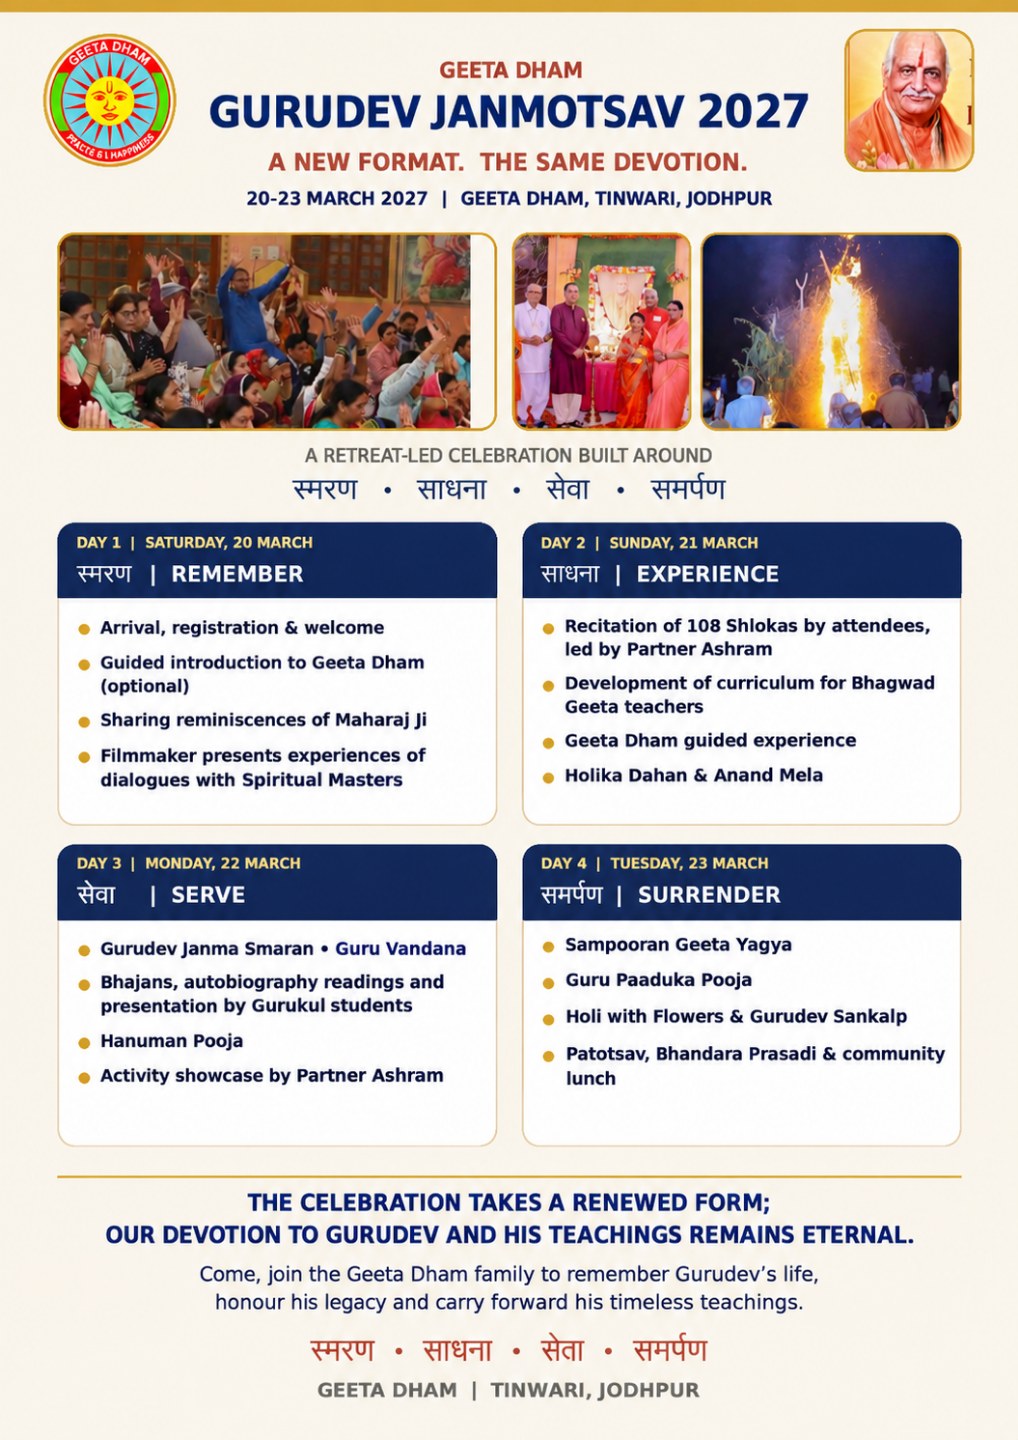 GEETA DHAM
PEACTE & L HAPPINESS
GEETA DHAM
GURUDEV JANMOTSAV 2027
A NEW FORMAT. THE SAME DEVOTION.
20-23 MARCH 2027 | GEETA DHAM, TINWARI, JODHPUR
A RETREAT-LED CELEBRATION BUILT AROUND
स्मरण • साधना • सेवा • समर्पण
DAY 1 | SATURDAY, 20 MARCH
स्मरण | REMEMBER
Arrival, registration & welcome
Guided introduction to Geeta Dham
(optional)
Sharing reminiscences of Maharaj Ji
Filmmaker presents experiences of
dialogues with Spiritual Masters
DAY 2 | SUNDAY, 21 MARCH
साधना | EXPERIENCE
Recitation of 108 Shlokas by attendees,
led by Partner Ashram
Development of curriculum for Bhagwad
Geeta teachers
Geeta Dham guided experience
Holika Dahan & Anand Mela
DAY 3 | MONDAY, 22 MARCH
सेवा | SERVE
Gurudev Janma Smaran • Guru Vandana
Bhajans, autobiography readings and
presentation by Gurukul students
Hanuman Pooja
Activity showcase by Partner Ashram
DAY 4 | TUESDAY, 23 MARCH
समर्पण | SURRENDER
Sampooran Geeta Yagya
Guru Paaduka Pooja
Holi with Flowers & Gurudev Sankalp
Patotsav, Bhandara Prasadi & community
lunch
THE CELEBRATION TAKES A RENEWED FORM;
OUR DEVOTION TO GURUDEV AND HIS TEACHINGS REMAINS ETERNAL.
Come, join the Geeta Dham family to remember Gurudev’s life,
honour his legacy and carry forward his timeless teachings.
स्मरण • साधना • सेता • समर्पण
GEETA DHAM | TINWARI, JODHPUR